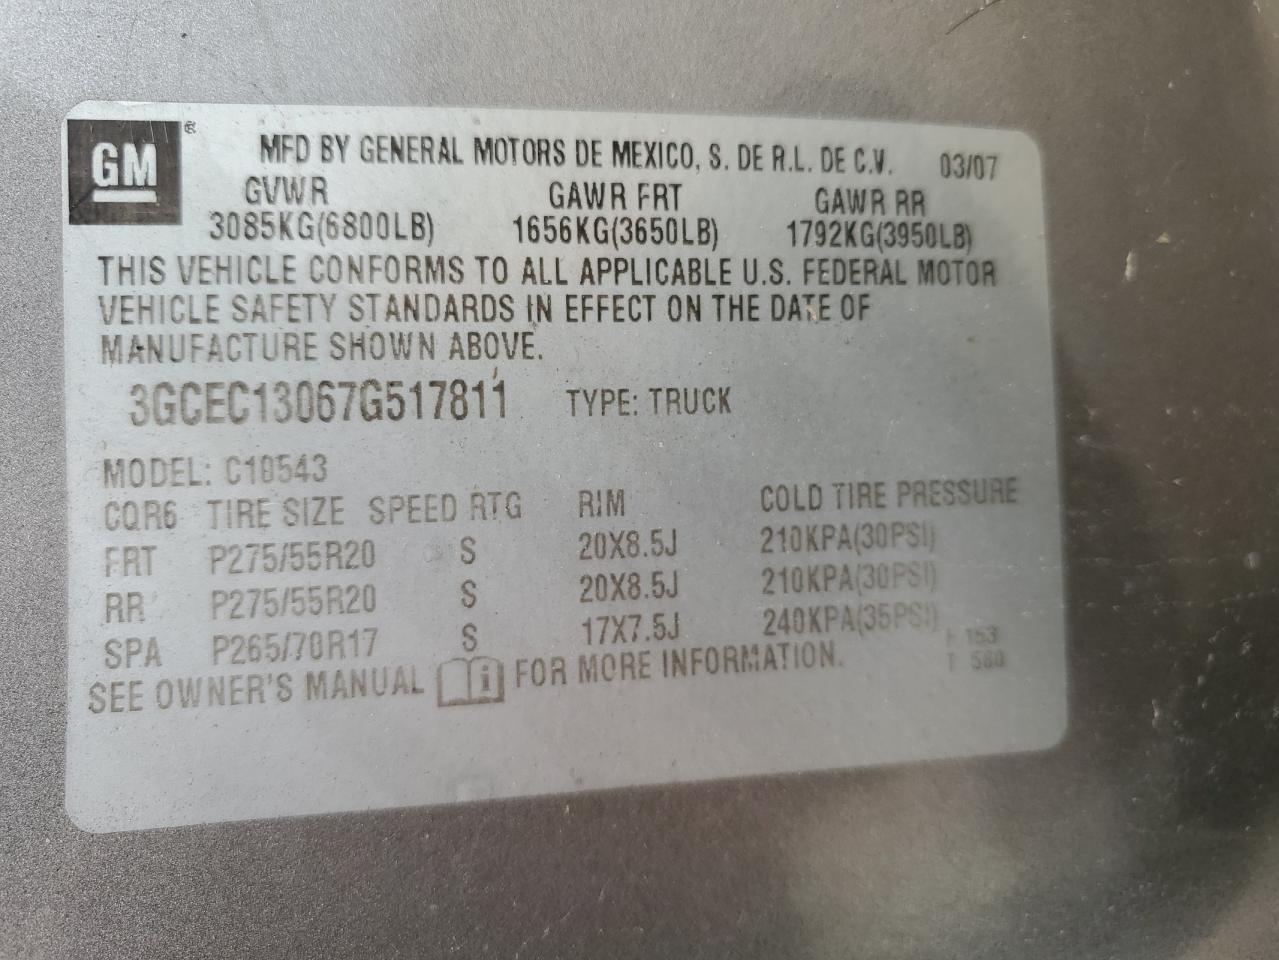 GM ®
MFD BY GENERAL MOTORS DE MEXICO, S. DE R.L. DE C.V. 03/07
GVWR GAWR FRT GAWR RR
3085KG(6800LB) 1656KG(3650LB) 1792KG(3950LB)
THIS VEHICLE CONFORMS TO ALL APPLICABLE U.S. FEDERAL MOTOR
VEHICLE SAFETY STANDARDS IN EFFECT ON THE DATE OF
MANUFACTURE SHOWN ABOVE.
3GCEC13067G517811 TYPE: TRUCK
MODEL: C10543
CQR6 TIRE SIZE SPEED RTG RIM COLD TIRE PRESSURE
FRT P275/55R20 S 20X8.5J 210KPA(30PSI)
RR P275/55R20 S 20X8.5J 210KPA(30PSI)
SPA P265/70R17 S 17X7.5J 240KPA(35PSI)
SEE OWNER'S MANUAL i FOR MORE INFORMATION.
153
580